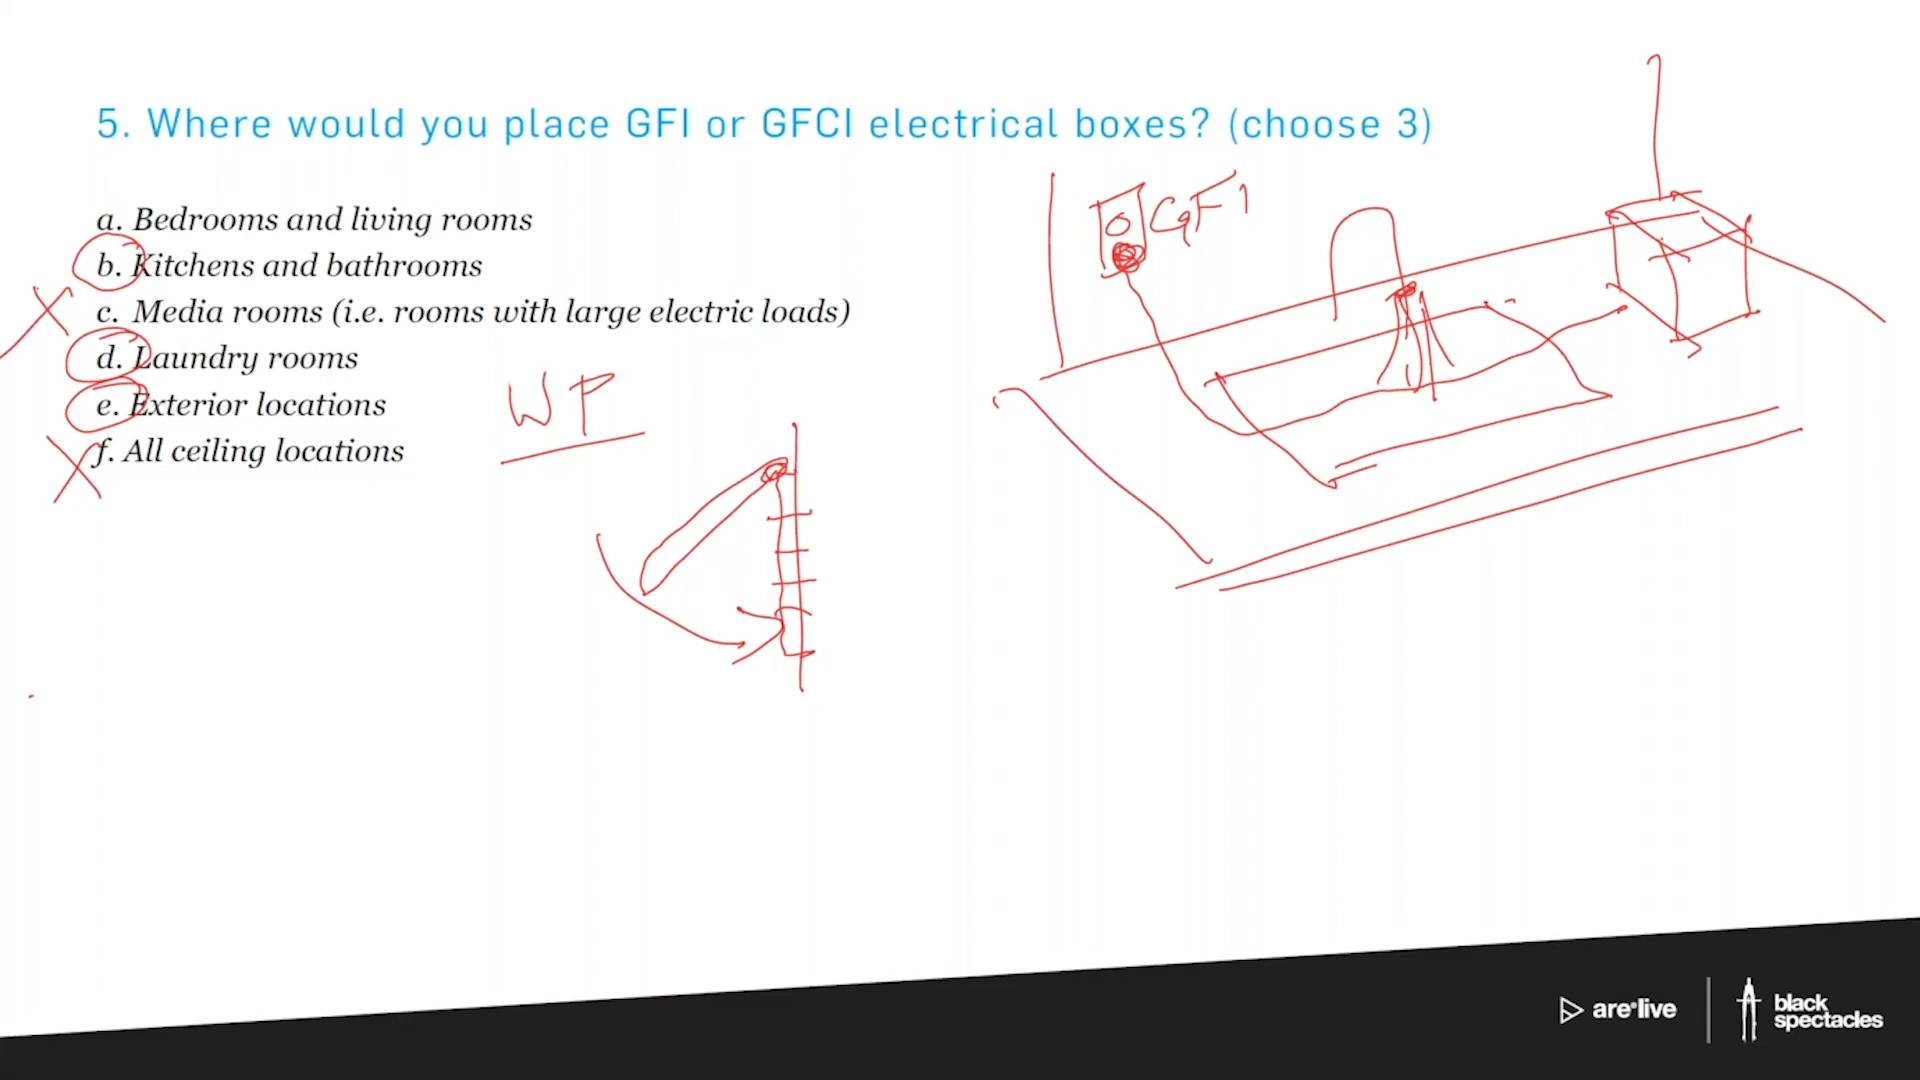 5. Where would you place GFI or GFCI electrical boxes? (choose 3)
a. Bedrooms and living rooms
b. Kitchens and bathrooms
c. Media rooms (i.e. rooms with large electric loads)
d. Laundry rooms
e. Exterior locations
f. All ceiling locations
WP
GFI
are live
black
spectacles